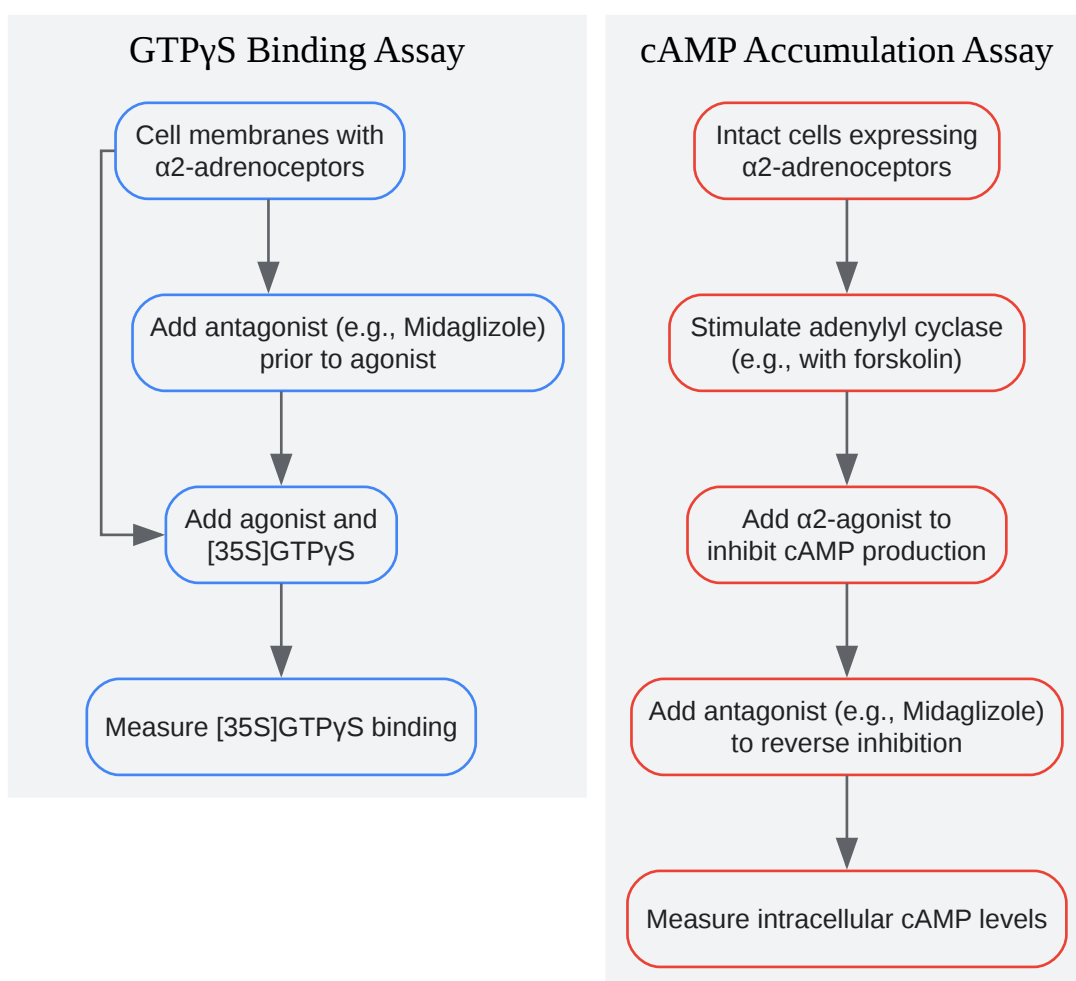 GTPγS Binding Assay
Cell membranes with
α2-adrenoceptors
Add antagonist (e.g., Midaglizole)
prior to agonist
Add agonist and
[35S]GTPγS
Measure [35S]GTPγS binding
cAMP Accumulation Assay
Intact cells expressing
α2-adrenoceptors
Stimulate adenylyl cyclase
(e.g., with forskolin)
Add α2-agonist to
inhibit cAMP production
Add antagonist (e.g., Midaglizole)
to reverse inhibition
Measure intracellular cAMP levels